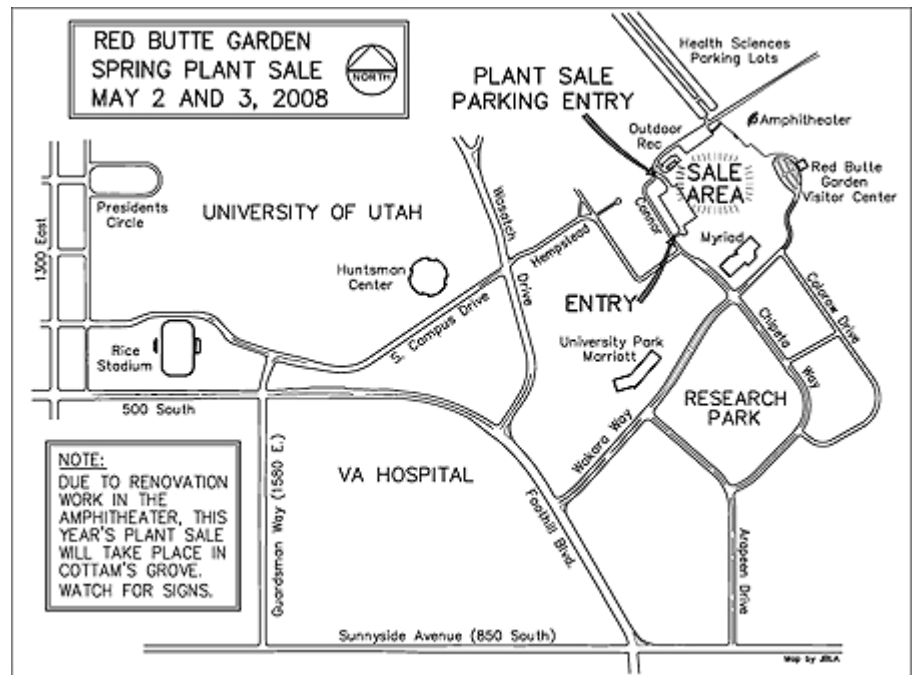 RED BUTTE GARDEN
SPRING PLANT SALE
MAY 2 AND 3, 2008
NORTH
Health Sciences
Parking Lots
PLANT SALE
PARKING ENTRY
Amphitheater
Outdoor
Rec
SALE
AREA
Red Butte
Garden
Visitor Center
Presidents
Circle
UNIVERSITY OF UTAH
1300 East
Wasatch
Drive
Hempstead
Connor
Myriad
Huntsman
Center
ENTRY
Colorow Drive
Chipeta
Way
S. Campus Drive
Rice
Stadium
University Park
Marriott
RESEARCH
PARK
500 South
Wakara Way
VA HOSPITAL
Foothill Blvd.
Guardsman Way (1580 E.)
Arapeen Drive
NOTE:
DUE TO RENOVATION
WORK IN THE
AMPHITHEATER, THIS
YEAR'S PLANT SALE
WILL TAKE PLACE IN
COTTAM'S GROVE.
WATCH FOR SIGNS.
Sunnyside Avenue (850 South)
Map by